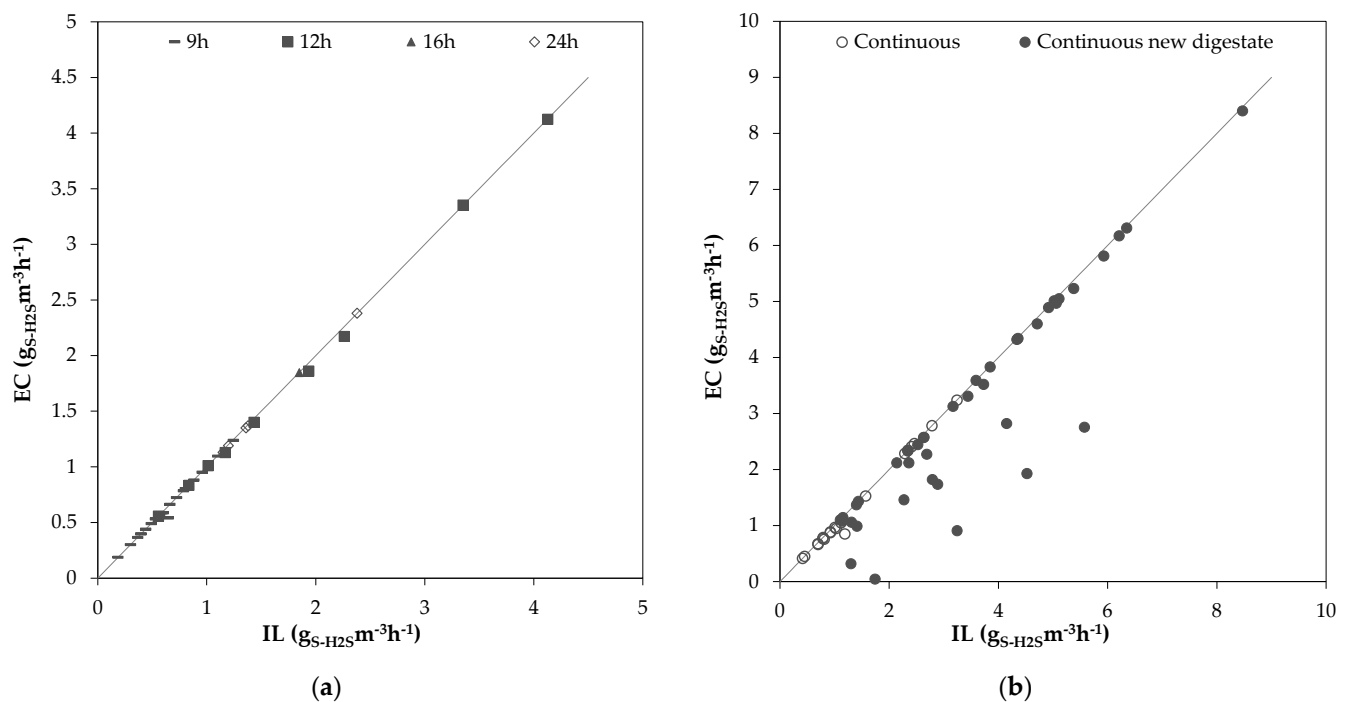 9h 12h 16h 24h
5
4.5
4
3.5
3
2.5
2
1.5
1
0.5
0
EC (gS-H2Sm-3h-1)
0 1 2 3 4 5
IL (gS-H2Sm-3h-1)
(a)
Continuous Continuous new digestate
10
9
8
7
6
5
4
3
2
1
0
EC (gS-H2Sm-3h-1)
0 2 4 6 8 10
IL (gS-H2Sm-3h-1)
(b)